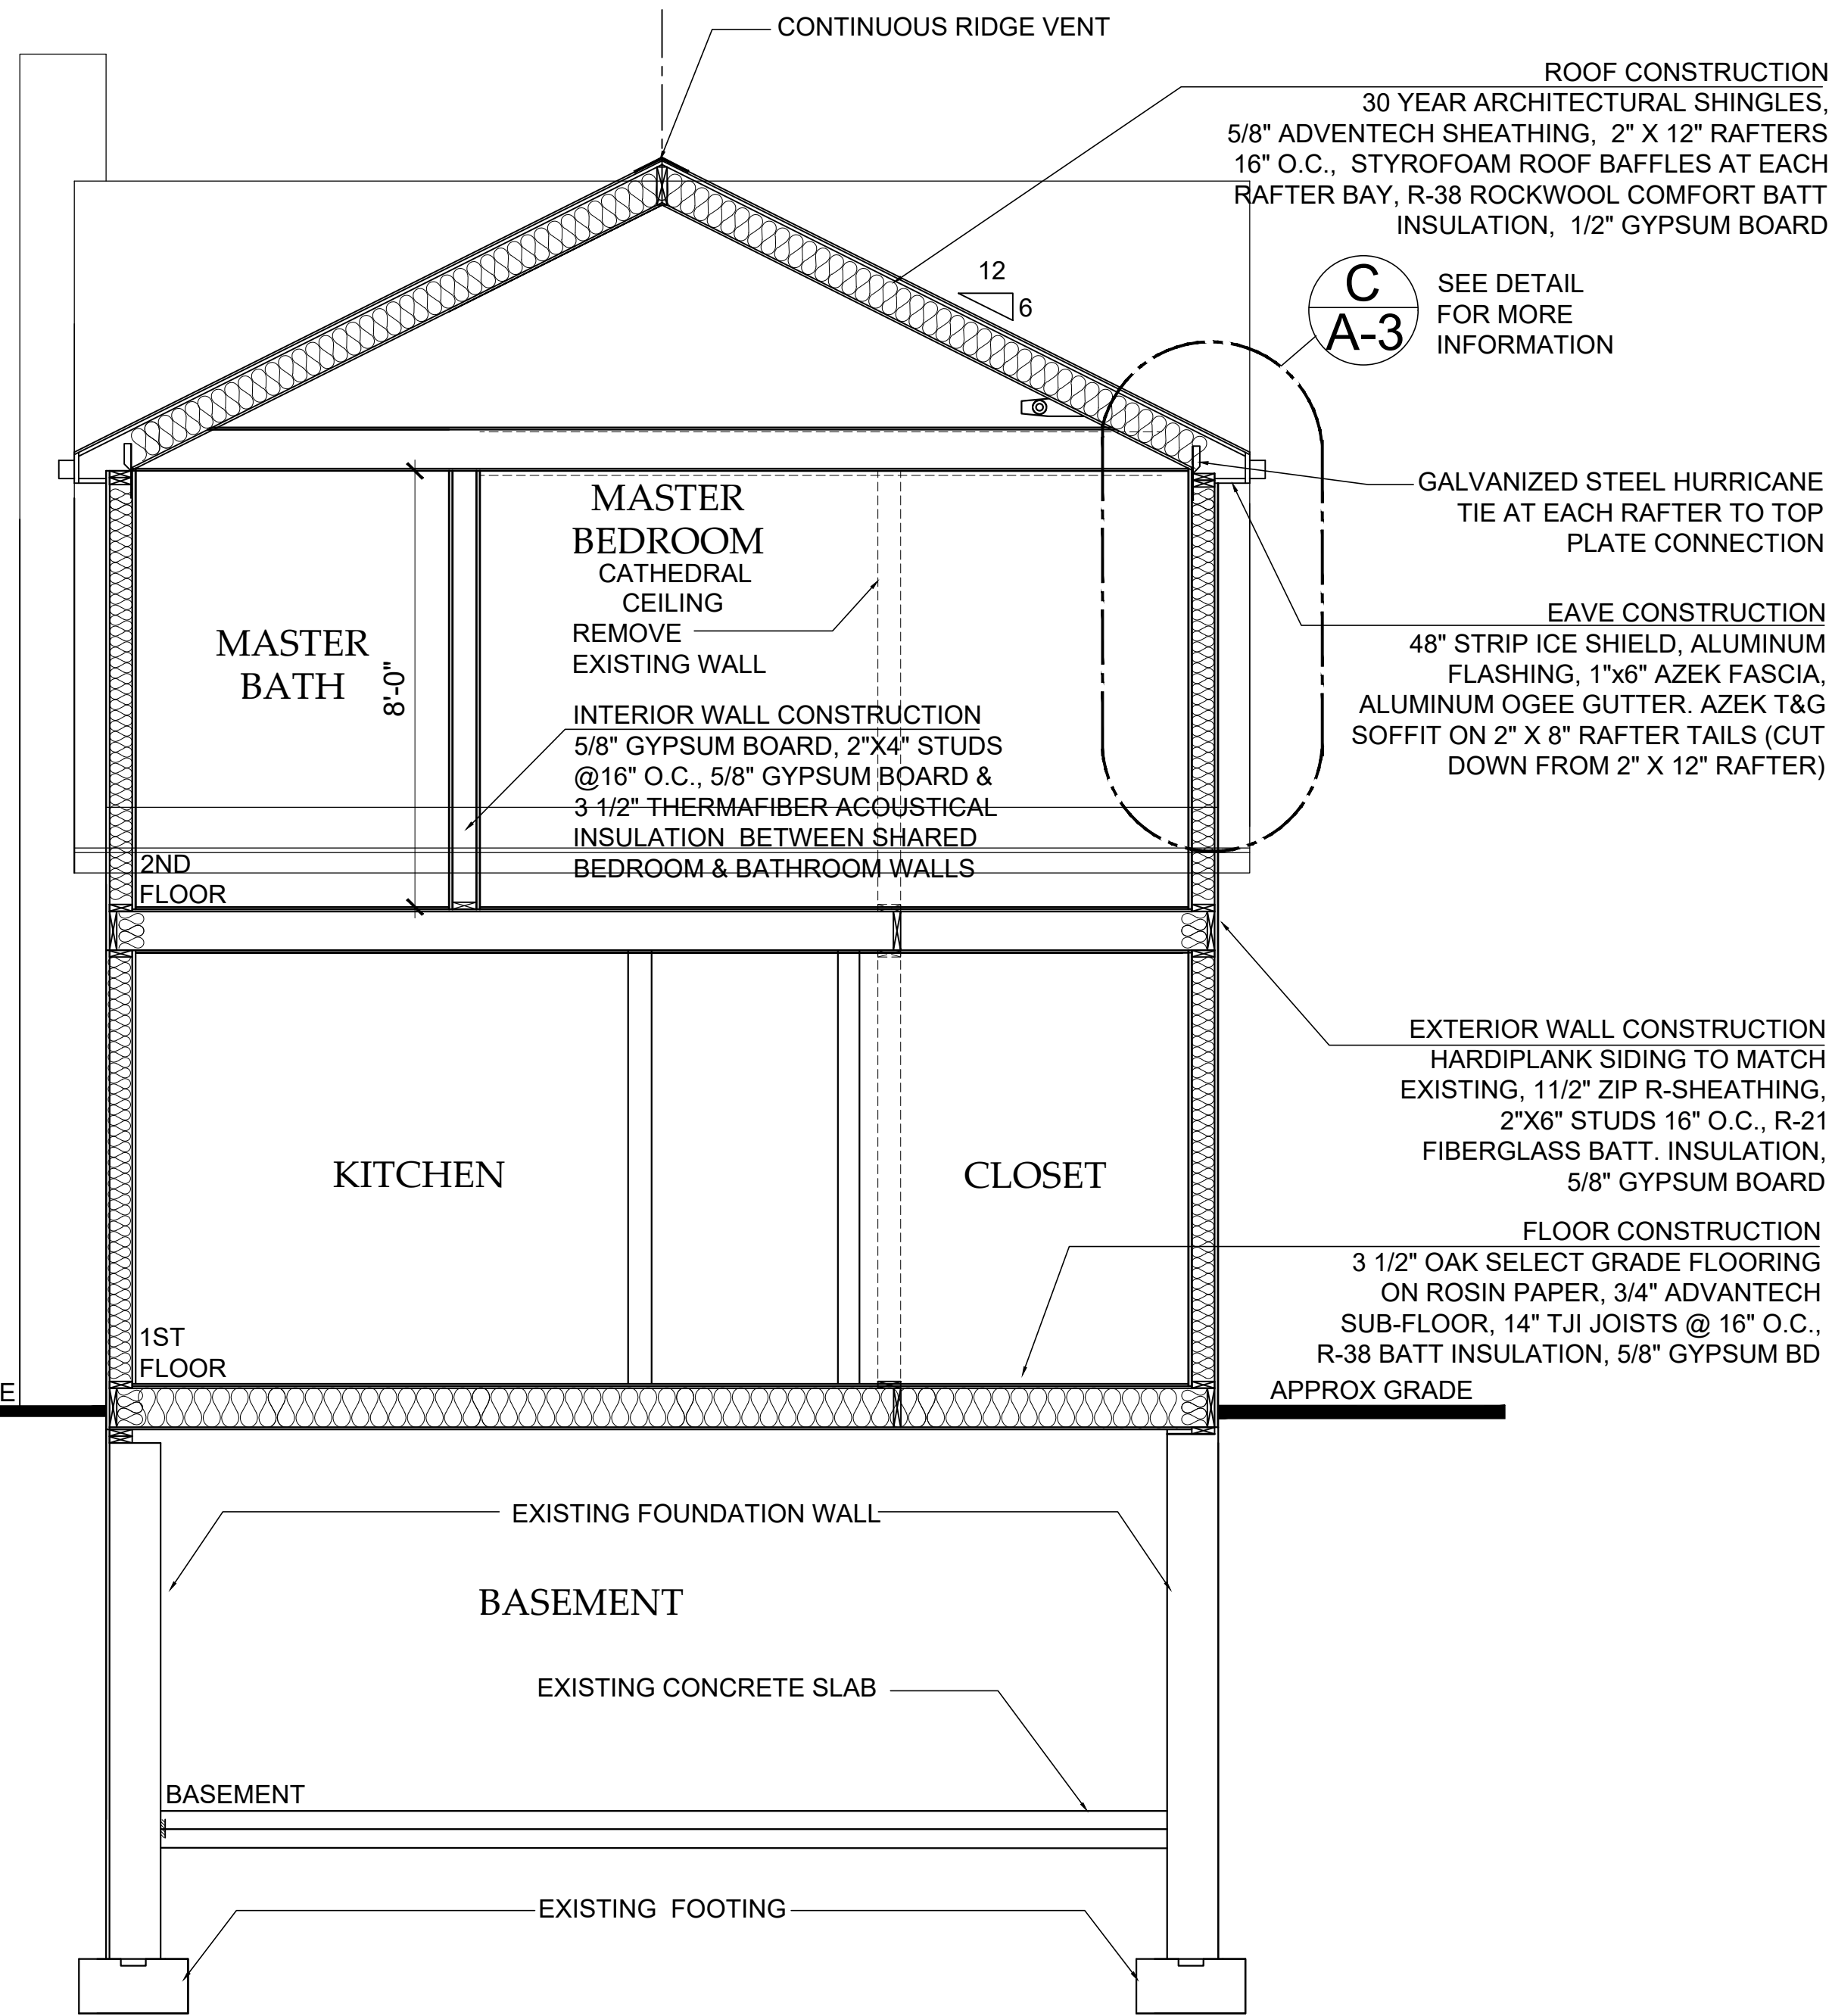 CONTINUOUS RIDGE VENT
ROOF CONSTRUCTION
30 YEAR ARCHITECTURAL SHINGLES,
5/8" ADVENTECH SHEATHING, 2" X 12" RAFTERS
16" O.C., STYROFOAM ROOF BAFFLES AT EACH
RAFTER BAY, R-38 ROCKWOOL COMFORT BATT
INSULATION, 1/2" GYPSUM BOARD
12
6
C
A-3
SEE DETAIL
FOR MORE
INFORMATION
GALVANIZED STEEL HURRICANE
TIE AT EACH RAFTER TO TOP
PLATE CONNECTION
MASTER
BEDROOM
CATHEDRAL
CEILING
REMOVE
EXISTING WALL
MASTER
BATH
8'-0"
EAVE CONSTRUCTION
48" STRIP ICE SHIELD, ALUMINUM
FLASHING, 1"x6" AZEK FASCIA,
ALUMINUM OGEE GUTTER. AZEK T&G
SOFFIT ON 2" X 8" RAFTER TAILS (CUT
DOWN FROM 2" X 12" RAFTER)
INTERIOR WALL CONSTRUCTION
5/8" GYPSUM BOARD, 2"X4" STUDS
@16" O.C., 5/8" GYPSUM BOARD &
3 1/2" THERMAFIBER ACOUSTICAL
INSULATION BETWEEN SHARED
BEDROOM & BATHROOM WALLS
2ND
FLOOR
EXTERIOR WALL CONSTRUCTION
HARDIPLANK SIDING TO MATCH
EXISTING, 11/2" ZIP R-SHEATHING,
2"X6" STUDS 16" O.C., R-21
FIBERGLASS BATT. INSULATION,
5/8" GYPSUM BOARD
KITCHEN
CLOSET
FLOOR CONSTRUCTION
3 1/2" OAK SELECT GRADE FLOORING
ON ROSIN PAPER, 3/4" ADVANTECH
SUB-FLOOR, 14" TJI JOISTS @ 16" O.C.,
R-38 BATT INSULATION, 5/8" GYPSUM BD
1ST
FLOOR
E
APPROX GRADE
EXISTING FOUNDATION WALL
BASEMENT
EXISTING CONCRETE SLAB
BASEMENT
EXISTING FOOTING